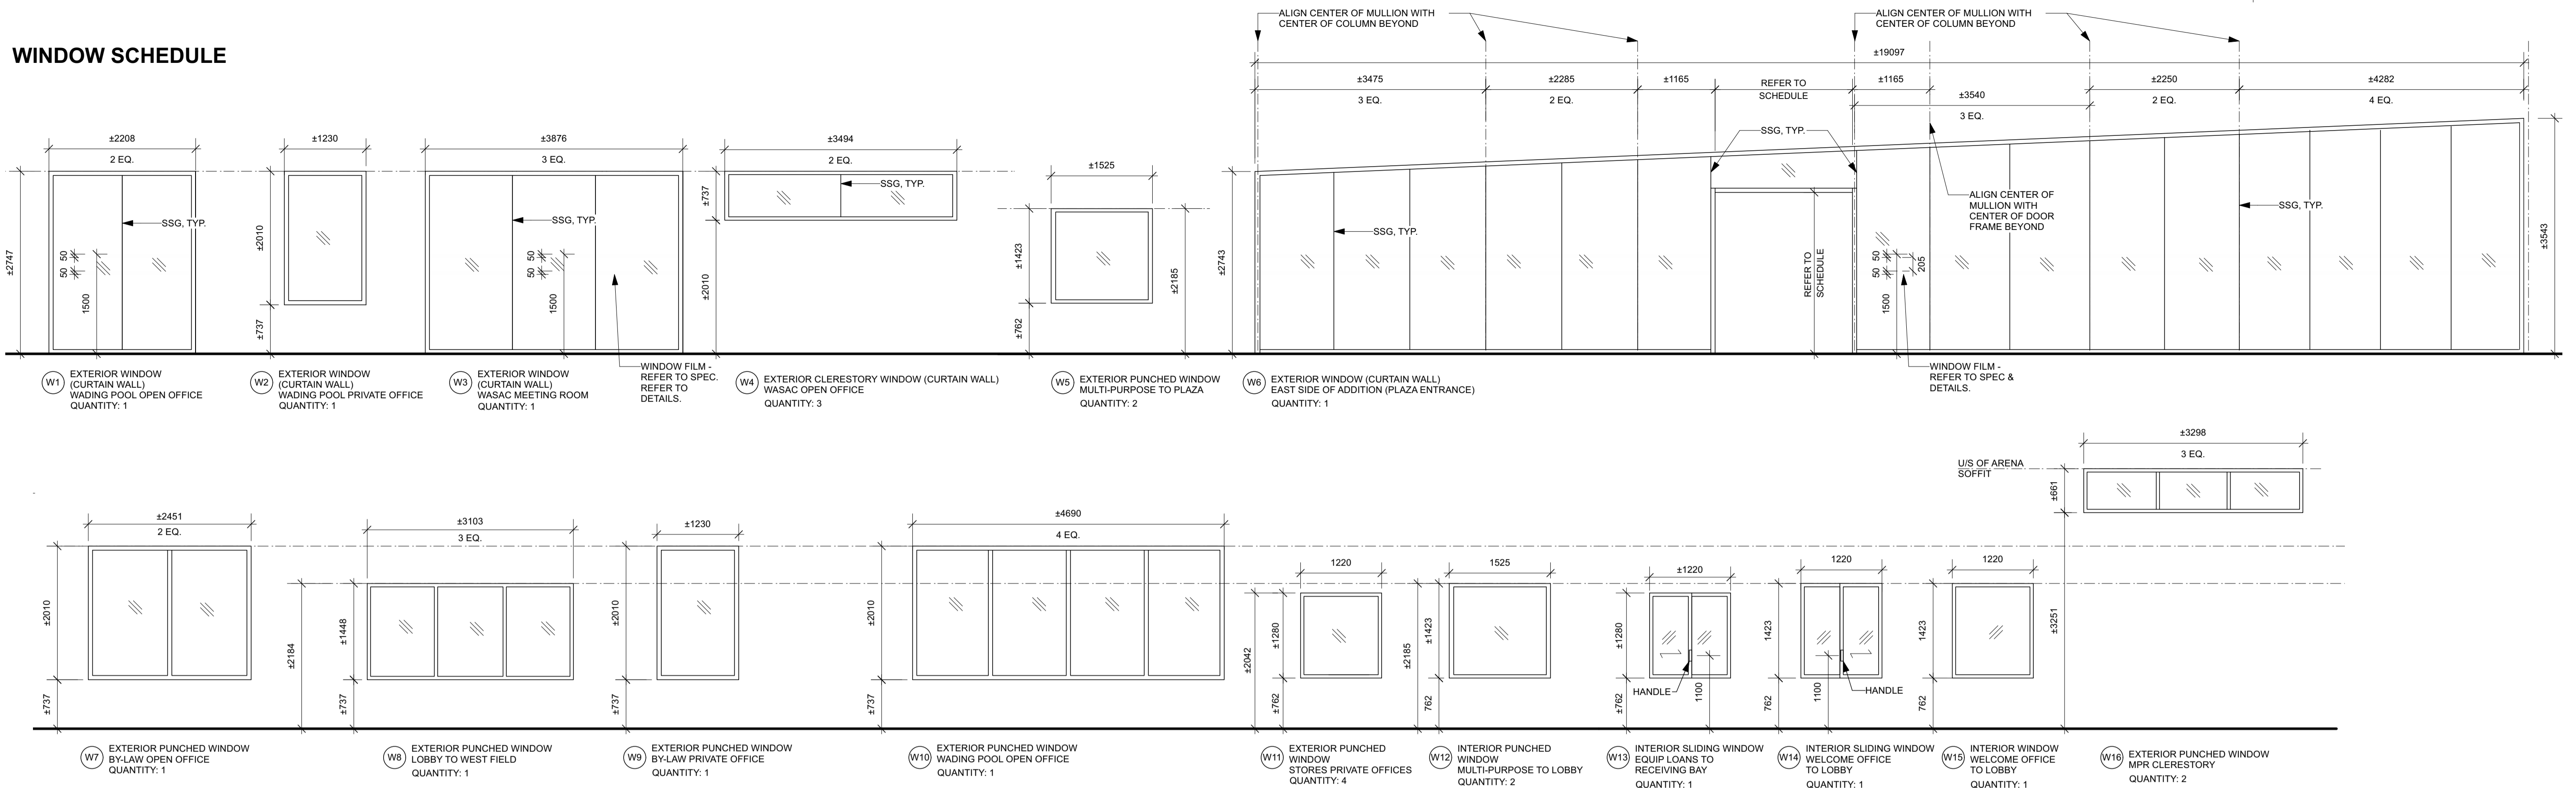 WINDOW SCHEDULE
ALIGN CENTER OF MULLION WITH
CENTER OF COLUMN BEYOND
ALIGN CENTER OF MULLION WITH
CENTER OF COLUMN BEYOND
±19097
±3475
3 EQ.
±2285
2 EQ.
±1165
REFER TO
SCHEDULE
±1165
±3540
3 EQ.
±2250
2 EQ.
±4282
4 EQ.
±2208
2 EQ.
±2747
SSG, TYP.
50
50
1500
W1
EXTERIOR WINDOW
(CURTAIN WALL)
WADING POOL OPEN OFFICE
QUANTITY: 1
±1230
±2010
±737
W2
EXTERIOR WINDOW
(CURTAIN WALL)
WADING POOL PRIVATE OFFICE
QUANTITY: 1
±3876
3 EQ.
SSG, TYP.
50
50
1500
WINDOW FILM -
REFER TO SPEC.
REFER TO
DETAILS.
W3
EXTERIOR WINDOW
(CURTAIN WALL)
WASAC MEETING ROOM
QUANTITY: 1
±3494
2 EQ.
±737
SSG, TYP.
±2010
W4
EXTERIOR CLERESTORY WINDOW (CURTAIN WALL)
WASAC OPEN OFFICE
QUANTITY: 3
±1525
±1423
±2185
±762
W5
EXTERIOR PUNCHED WINDOW
MULTI-PURPOSE TO PLAZA
QUANTITY: 2
±2743
SSG, TYP.
SSG, TYP.
REFER TO
SCHEDULE
50
50
205
1500
ALIGN CENTER OF
MULLION WITH
CENTER OF DOOR
FRAME BEYOND
SSG, TYP.
±3543
WINDOW FILM -
REFER TO SPEC &
DETAILS.
W6
EXTERIOR WINDOW (CURTAIN WALL)
EAST SIDE OF ADDITION (PLAZA ENTRANCE)
QUANTITY: 1
±2451
2 EQ.
±2010
±737
W7
EXTERIOR PUNCHED WINDOW
BY-LAW OPEN OFFICE
QUANTITY: 1
±3103
3 EQ.
±2184
±1448
±737
W8
EXTERIOR PUNCHED WINDOW
LOBBY TO WEST FIELD
QUANTITY: 1
±1230
±2010
±737
W9
EXTERIOR PUNCHED WINDOW
BY-LAW PRIVATE OFFICE
QUANTITY: 1
±4690
4 EQ.
±2010
±737
W10
EXTERIOR PUNCHED WINDOW
WADING POOL OPEN OFFICE
QUANTITY: 1
1220
±2042
±1280
±762
W11
EXTERIOR PUNCHED
WINDOW
STORES PRIVATE OFFICES
QUANTITY: 4
1525
±2185
±1423
762
W12
INTERIOR PUNCHED
WINDOW
MULTI-PURPOSE TO LOBBY
QUANTITY: 2
±1220
±1280
±762
HANDLE
1100
W13
INTERIOR SLIDING WINDOW
EQUIP LOANS TO
RECEIVING BAY
QUANTITY: 1
1220
1423
762
HANDLE
1100
W14
INTERIOR SLIDING WINDOW
WELCOME OFFICE
TO LOBBY
QUANTITY: 1
1220
1423
762
W15
INTERIOR WINDOW
WELCOME OFFICE
TO LOBBY
QUANTITY: 1
±3298
3 EQ.
U/S OF ARENA
SOFFIT
±661
±3251
W16
EXTERIOR PUNCHED WINDOW
MPR CLERESTORY
QUANTITY: 2